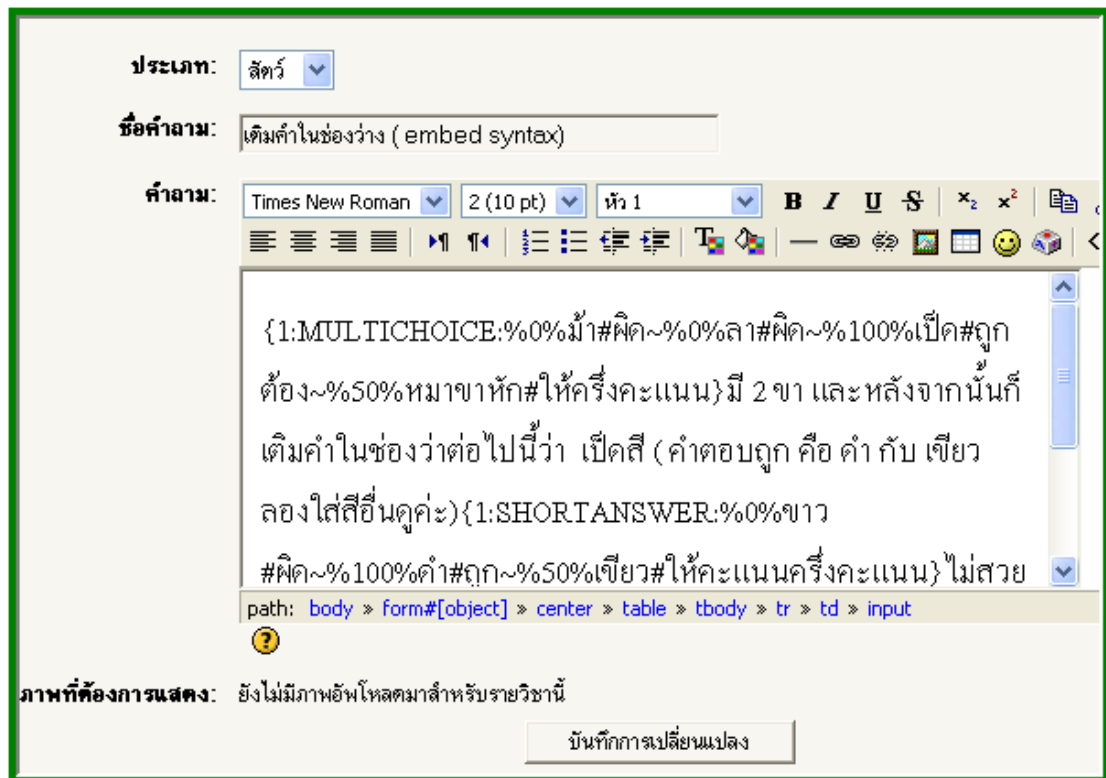 ประเภท: สัตว์
ชื่อคำถาม: เติมคำในช่องว่าง ( embed syntax)
คำถาม: Times New Roman 2 (10 pt) หัว 1 B I U S x₂ x²
{1:MULTICHOICE:%0%ม้า#ผิด~%0%ลา#ผิด~%100%เป็ด#ถูก
ต้อง~%50%หมาขาหัก#ให้ครึ่งคะแนน}มี 2 ขา และหลังจากนั้นก็
เติมคำในช่องว่าต่อไปนี้ว่า เป็ดสี ( คำตอบถูก คือ ดำ กับ เขียว
ลองใส่สีอื่นดูค่ะ){1:SHORTANSWER:%0%ขาว
#ผิด~%100%ดำ#ถูก~%50%เขียว#ให้คะแนนครึ่งคะแนน}ไม่สวย
path: body » form#[object] » center » table » tbody » tr » td » input
?
ภาพที่ต้องการแสดง: ยังไม่มีภาพอัพโหลดมาสำหรับรายวิชานี้
บันทึกการเปลี่ยนแปลง